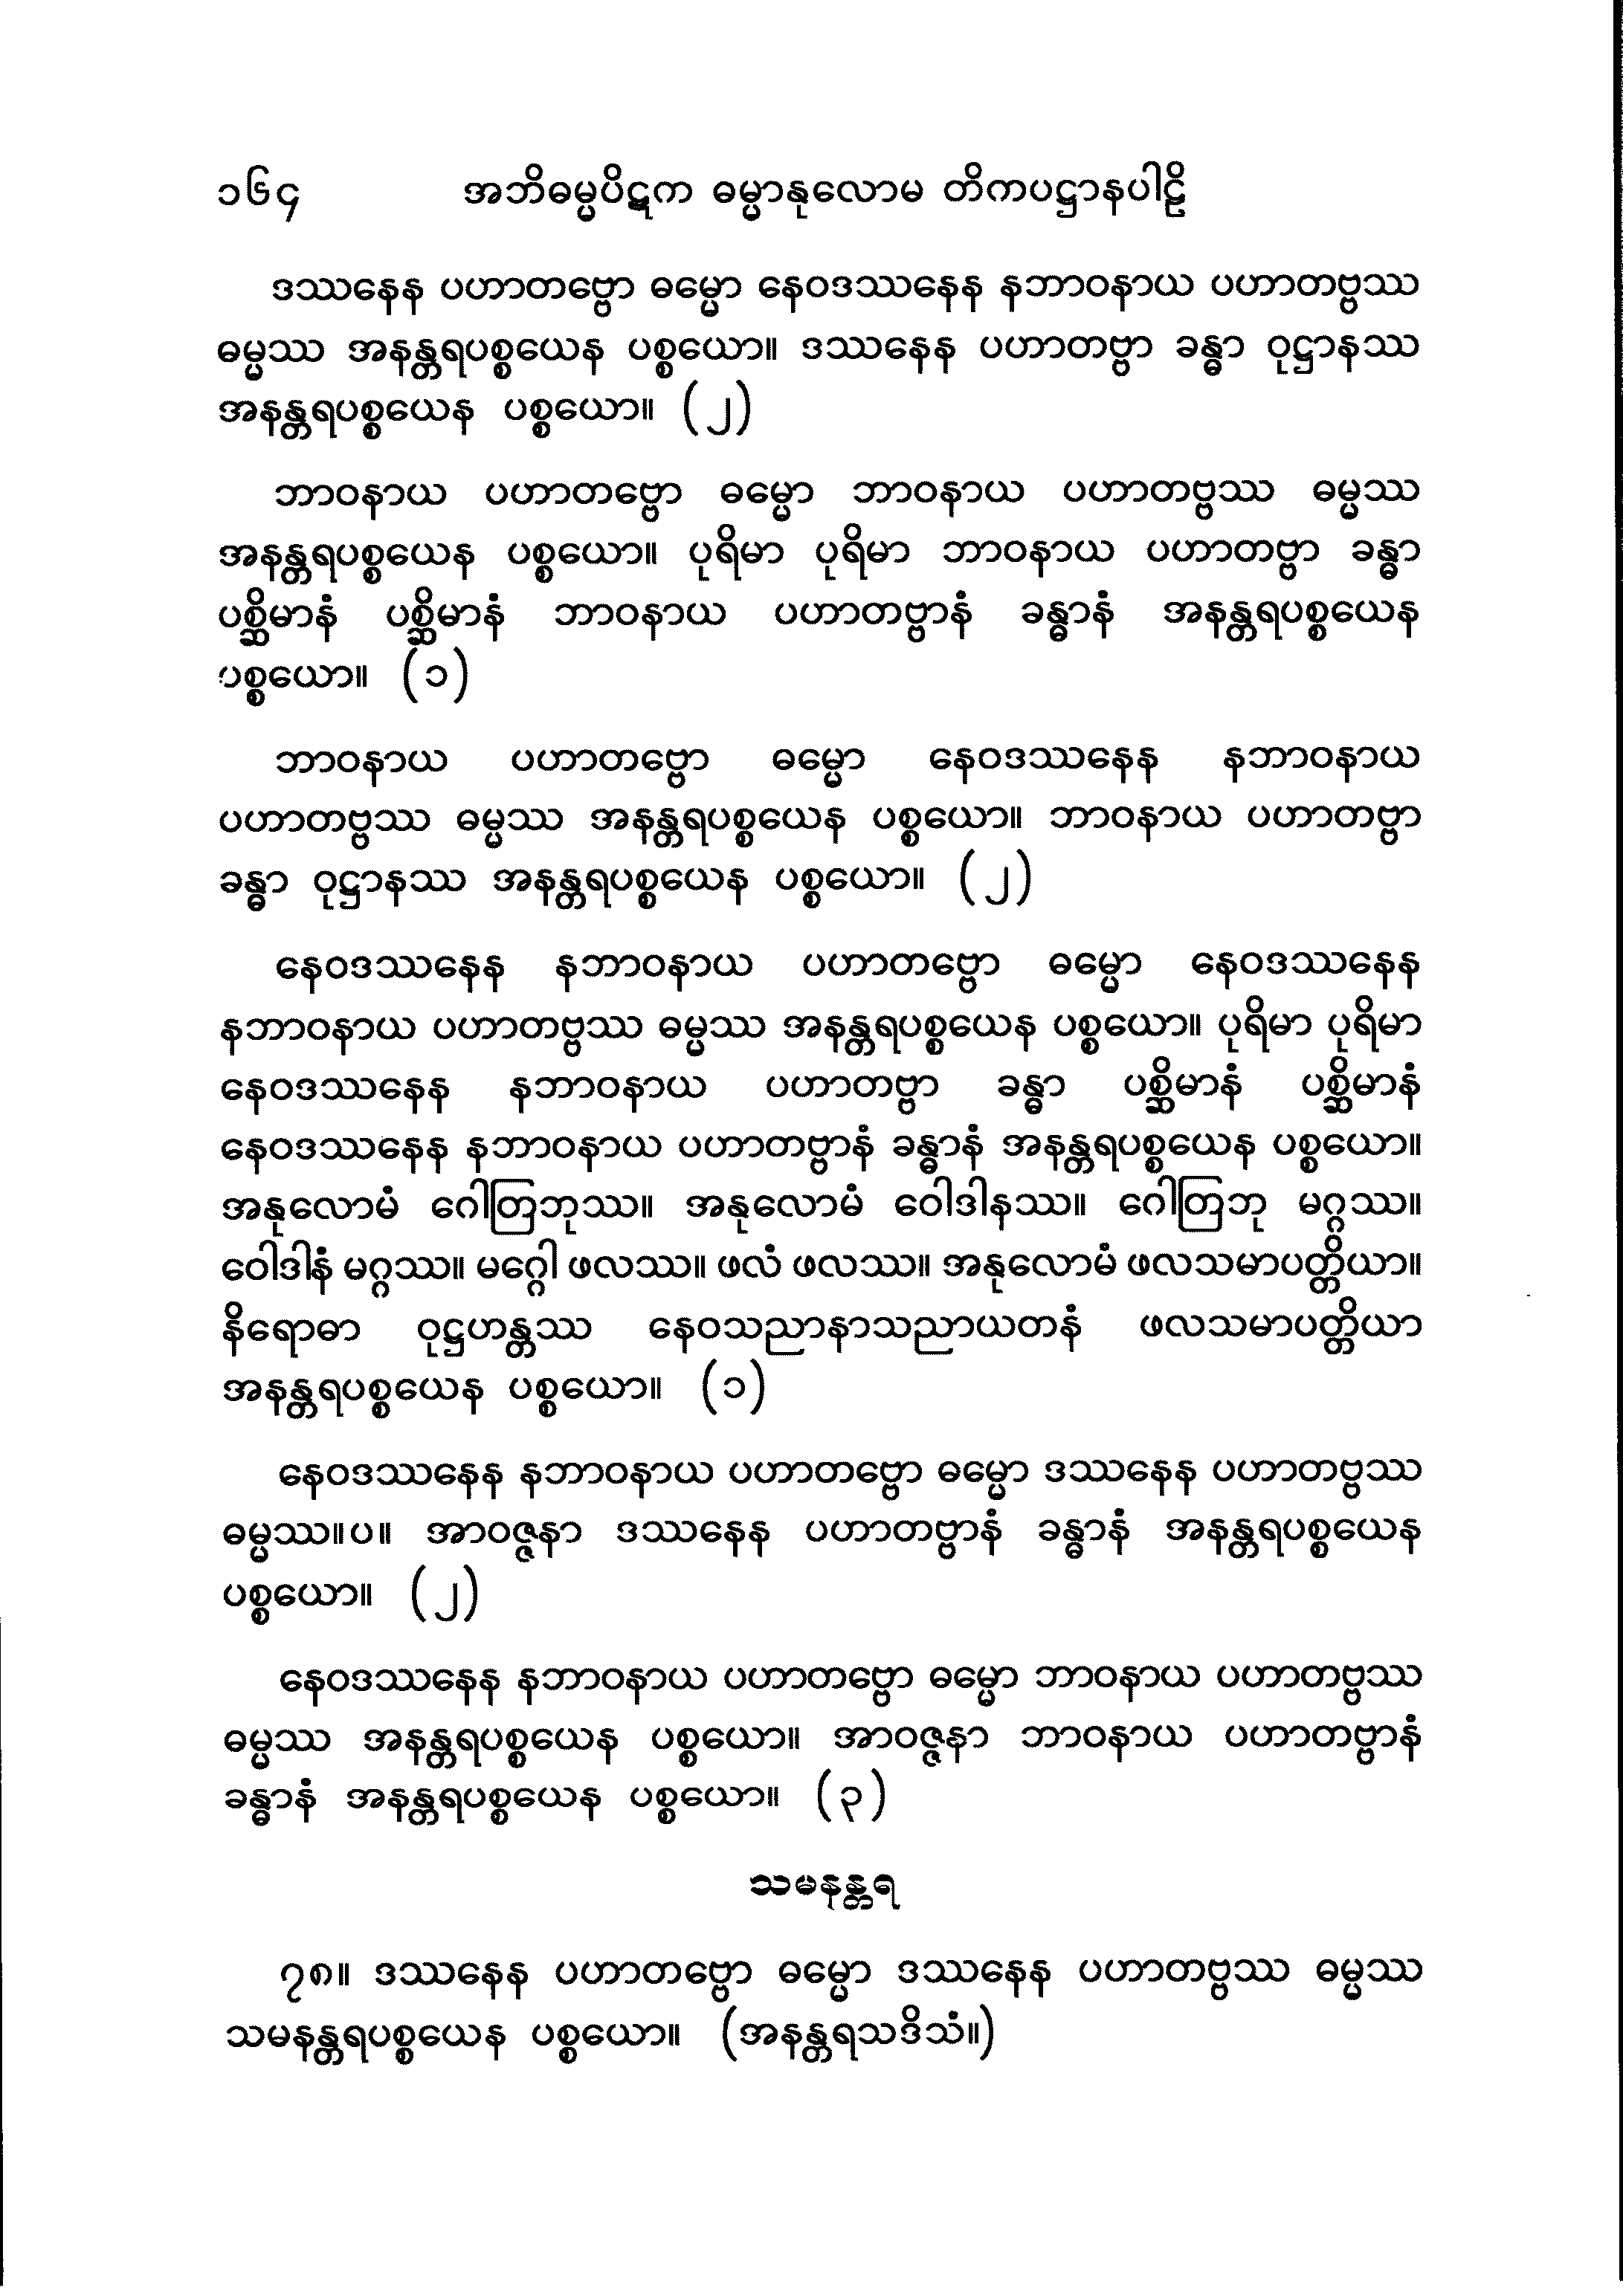 ၁၆၄ အဘိဓမ္မပိဋက ဓမ္မာနုလောမ တိကပဋ္ဌာနပါဠိ
ဒဿနေန ပဟာတဗ္ဗော ဓမ္မော နေဝဒဿနေန နဘာဝနာယ ပဟာတဗ္ဗဿ
ဓမ္မဿ အနန္တရပစ္စယေန ပစ္စယော။ ဒဿနေန ပဟာတဗ္ဗာ ခန္ဓာ ဝုဋ္ဌာနဿ
အနန္တရပစ္စယေန ပစ္စယော။ (၂)
ဘာဝနာယ ပဟာတဗ္ဗော ဓမ္မော ဘာဝနာယ ပဟာတဗ္ဗဿ ဓမ္မဿ
အနန္တရပစ္စယေန ပစ္စယော။ ပုရိမာ ပုရိမာ ဘာဝနာယ ပဟာတဗ္ဗာ ခန္ဓာ
ပစ္ဆိမာနံ ပစ္ဆိမာနံ ဘာဝနာယ ပဟာတဗ္ဗာနံ ခန္ဓာနံ အနန္တရပစ္စယေန
ပစ္စယော။ (၁)
ဘာဝနာယ ပဟာတဗ္ဗော ဓမ္မော နေဝဒဿနေန နဘာဝနာယ
ပဟာတဗ္ဗဿ ဓမ္မဿ အနန္တရပစ္စယေန ပစ္စယော။ ဘာဝနာယ ပဟာတဗ္ဗာ
ခန္ဓာ ဝုဋ္ဌာနဿ အနန္တရပစ္စယေန ပစ္စယော။ (၂)
နေဝဒဿနေန နဘာဝနာယ ပဟာတဗ္ဗော ဓမ္မော နေဝဒဿနေန
နဘာဝနာယ ပဟာတဗ္ဗဿ ဓမ္မဿ အနန္တရပစ္စယေန ပစ္စယော။ ပုရိမာ ပုရိမာ
နေဝဒဿနေန နဘာဝနာယ ပဟာတဗ္ဗာ ခန္ဓာ ပစ္ဆိမာနံ ပစ္ဆိမာနံ
နေဝဒဿနေန နဘာဝနာယ ပဟာတဗ္ဗာနံ ခန္ဓာနံ အနန္တရပစ္စယေန ပစ္စယော။
အနုလောမံ ဂေါတြဘုဿ။ အနုလောမံ ဝေါဒါနဿ။ ဂေါတြဘု မဂ္ဂဿ။
ဝေါဒါနံ မဂ္ဂဿ။ မဂ္ဂေါ ဖလဿ။ ဖလံ ဖလဿ။ အနုလောမံ ဖလသမာပတ္တိယာ။
နိရောဓာ ဝုဋ္ဌဟန္တဿ နေဝသညာနာသညာယတနံ ဖလသမာပတ္တိယာ
အနန္တရပစ္စယေန ပစ္စယော။ (၁)
နေဝဒဿနေန နဘာဝနာယ ပဟာတဗ္ဗော ဓမ္မော ဒဿနေန ပဟာတဗ္ဗဿ
ဓမ္မဿ။ပ။ အာဝဇ္ဇနာ ဒဿနေန ပဟာတဗ္ဗာနံ ခန္ဓာနံ အနန္တရပစ္စယေန
ပစ္စယော။ (၂)
နေဝဒဿနေန နဘာဝနာယ ပဟာတဗ္ဗော ဓမ္မော ဘာဝနာယ ပဟာတဗ္ဗဿ
ဓမ္မဿ အနန္တရပစ္စယေန ပစ္စယော။ အာဝဇ္ဇနာ ဘာဝနာယ ပဟာတဗ္ဗာနံ
ခန္ဓာနံ အနန္တရပစ္စယေန ပစ္စယော။ (၃)
သမနန္တရ
၇၈။ ဒဿနေန ပဟာတဗ္ဗော ဓမ္မော ဒဿနေန ပဟာတဗ္ဗဿ ဓမ္မဿ
သမနန္တရပစ္စယေန ပစ္စယော။ (အနန္တရသဒိသံ။)